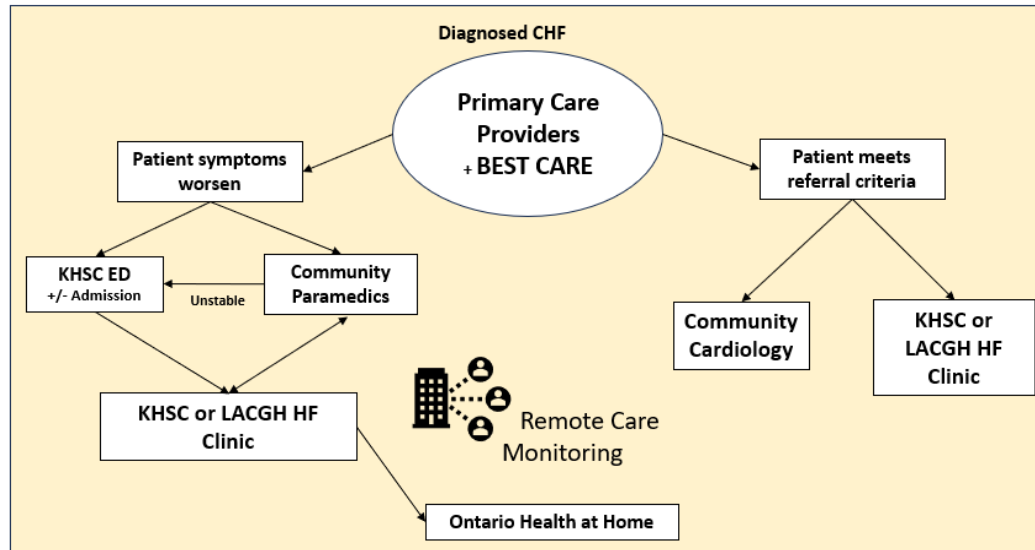 Diagnosed CHF
Primary Care
Providers
+ BEST CARE
Patient symptoms
worsen
Patient meets
referral criteria
KHSC ED
+/- Admission
Unstable
Community
Paramedics
Community
Cardiology
KHSC or
LACGH HF
Clinic
KHSC or LACGH HF
Clinic
Remote Care
Monitoring
Ontario Health at Home